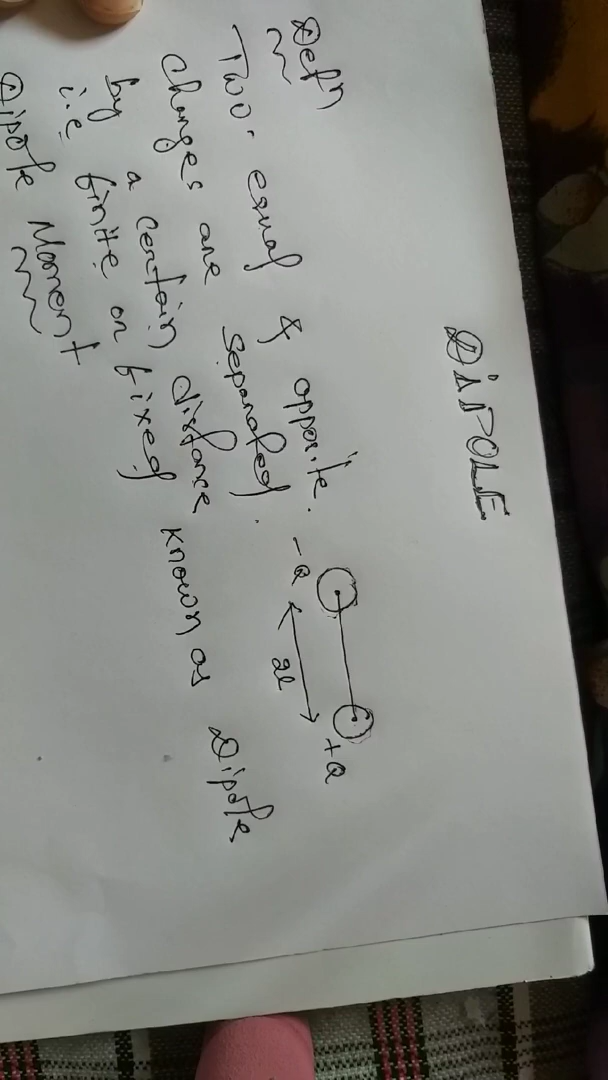 DIPOLE
Defn
Two equal & opposite. -Q 2l +Q
charges are separated.
by a certain distance known as Dipole
i.e finite or fixed
Dipole Moment